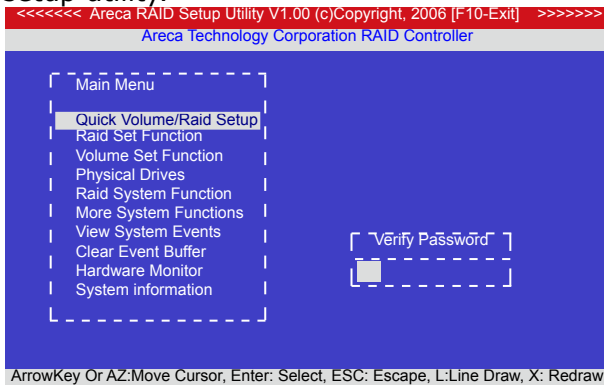 setup utility.
<<<<<<< Areca RAID Setup Utility V1.00 (c)Copyright, 2006 [F10-Exit] >>>>>>>
Areca Technology Corporation RAID Controller
Main Menu
Quick Volume/Raid Setup
Raid Set Function
Volume Set Function
Physical Drives
Raid System Function
More System Functions
View System Events
Clear Event Buffer
Hardware Monitor
System information
Verify Password
ArrowKey Or AZ:Move Cursor, Enter: Select, ESC: Escape, L:Line Draw, X: Redraw